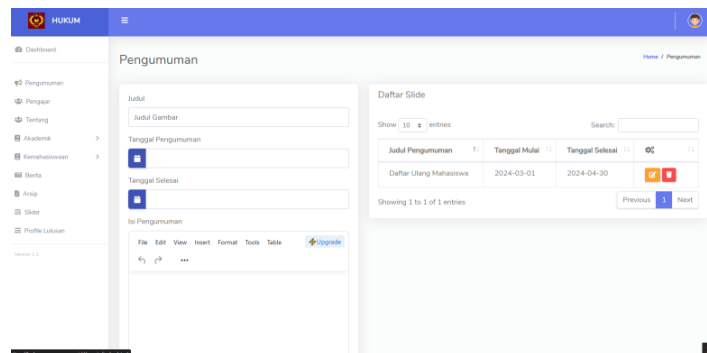 HUKUM
Dashboard
Pengumuman
Pengajar
Tentang
Akademik
Kemahasiswaan
Berita
Arsip
Slider
Profile Lulusan
Pengumuman
Home / Pengumuman
Judul
Judul Gambar
Tanggal Pengumuman
Tanggal Selesai
Isi Pengumuman
File Edit View Insert Format Tools Table
Upgrade
Daftar Slide
Show 10 entries
Search:
Judul Pengumuman Tanggal Mulai Tanggal Selesai
Daftar Ulang Mahasiswa 2024-03-01 2024-04-30
Showing 1 to 1 of 1 entries
Previous 1 Next